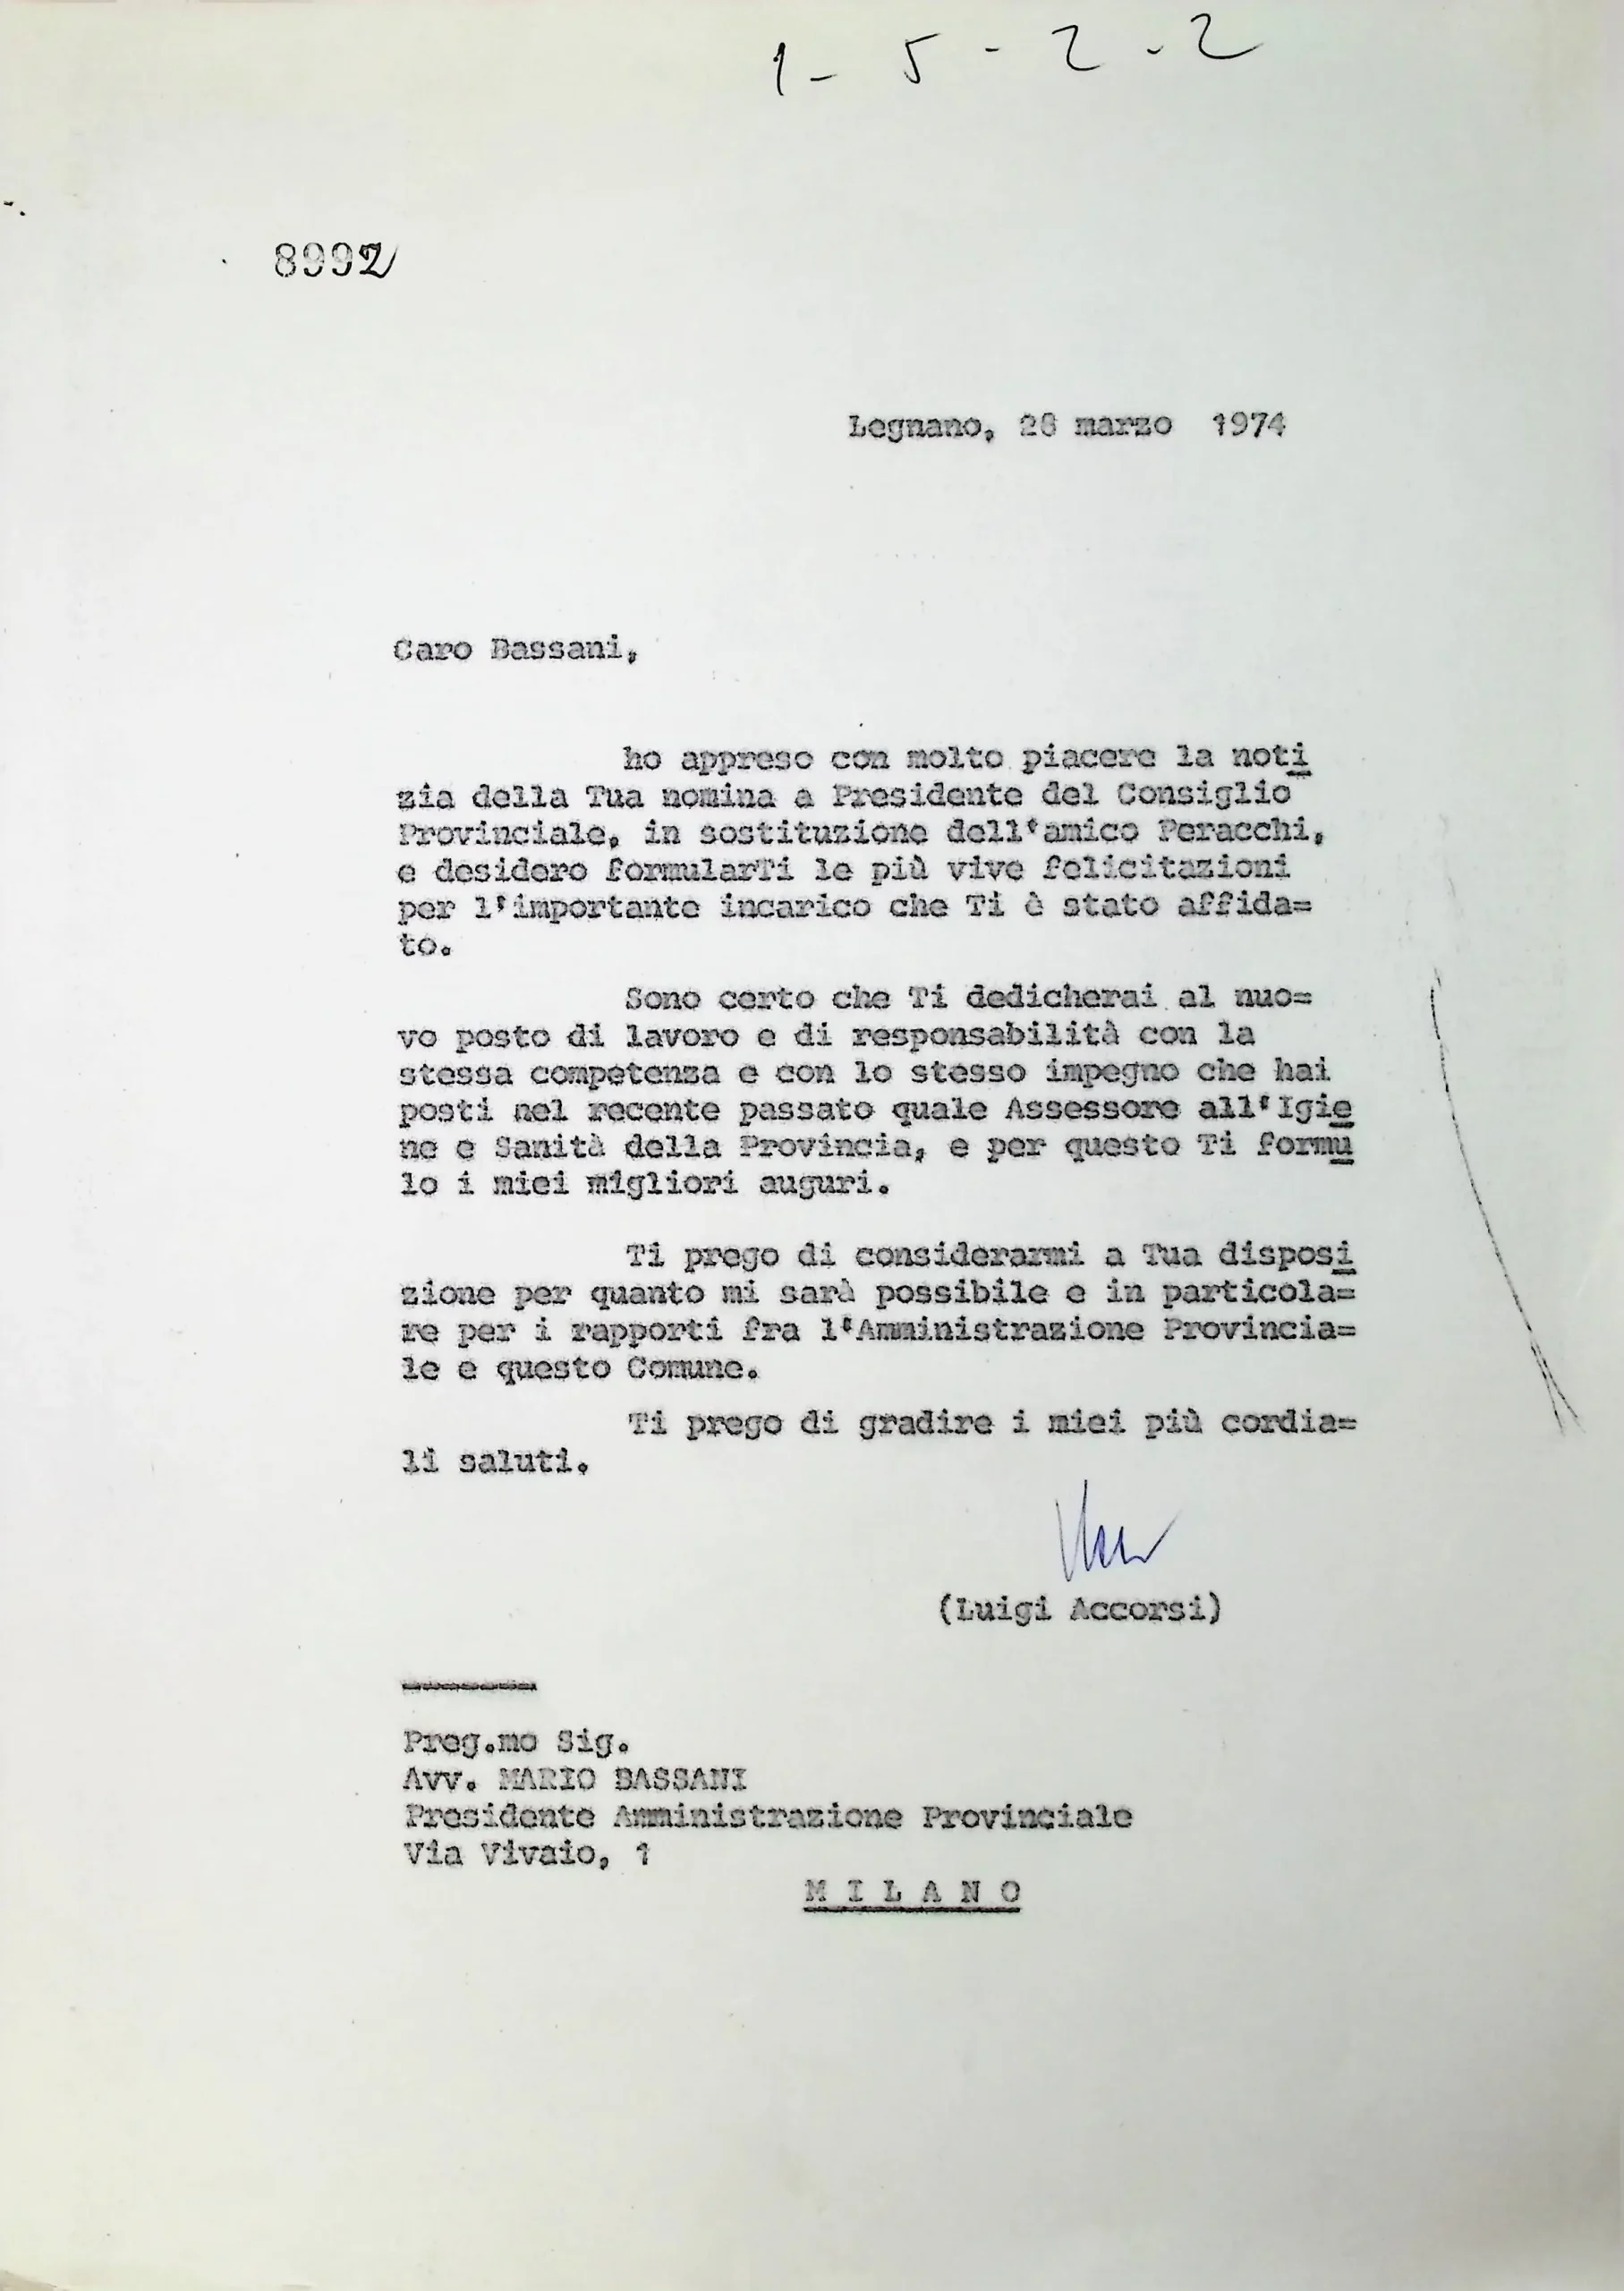 1-5-2-2
8992
Legnano, 28 marzo 1974
Caro Bassani,
ho appreso con molto piacere la noti
zia della Tua nomina a Presidente del Consiglio
Provinciale, in sostituzione dell'amico Peracchi,
e desidero formularTi le più vive felicitazioni
per l'importante incarico che Ti è stato affida=
to.
Sono certo che Ti dedicherai al nuo=
vo posto di lavoro e di responsabilità con la
stessa competenza e con lo stesso impegno che hai
posti nel recente passato quale Assessore all'Igie
ne e Sanità della Provincia, e per questo Ti formu
lo i miei migliori auguri.
Ti prego di considerarmi a Tua disposi
zione per quanto mi sarà possibile e in particola=
re per i rapporti fra l'Amministrazione Provincia=
le e questo Comune.
Ti prego di gradire i miei più cordia=
li saluti.
(Luigi Accorsi)
Preg.mo Sig.
Avv. MARIO BASSANI
Presidente Amministrazione Provinciale
Via Vivaio, 1
M I L A N O